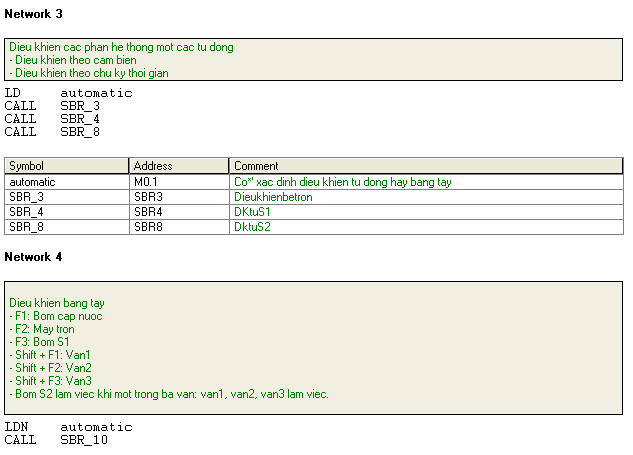 Network 3
Dieu khien cac phan he thong mot cac tu dong
- Dieu khien theo cam bien
- Dieu khien theo chu ky thoi gian
LD automatic
CALL SBR_3
CALL SBR_4
CALL SBR_8
Symbol Address Comment
automatic M0.1 Co*' xac dinh dieu khien tu dong hay bang tay
SBR_3 SBR3 Dieukhienbetron
SBR_4 SBR4 DKtuS1
SBR_8 SBR8 DktuS2
Network 4
Dieu khien bang tay
- F1: Bom cap nuoc
- F2: May tron
- F3: Bom S1
- Shift + F1: Van1
- Shift + F2: Van2
- Shift + F3: Van3
- Bom S2 lam viec khi mot trong ba van: van1, van2, van3 lam viec.
LDN automatic
CALL SBR_10